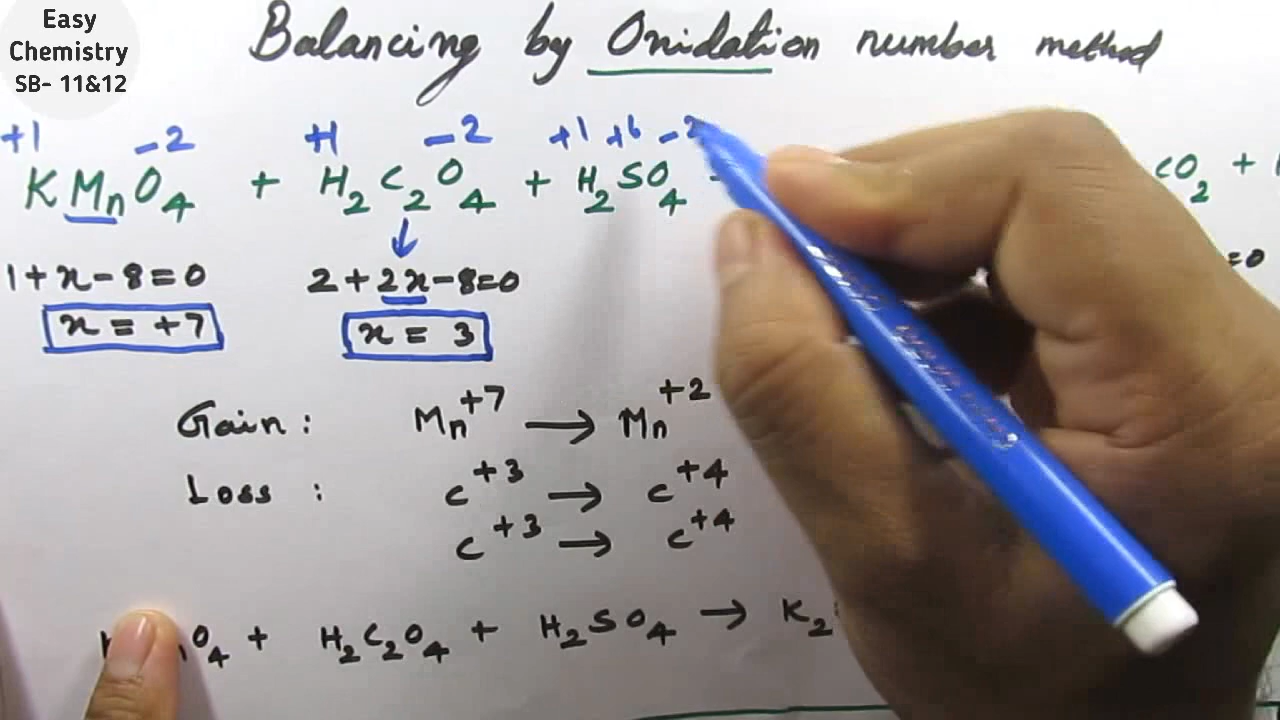 Easy
Chemistry
SB- 11&12
Balancing by Oxidation number method
+1 -2 +1 -2 +1 +6 -2
KMnO4 + H2C2O4 + H2SO4 CO2 +
1+x-8=0 2+2x-8=0 =0
x = +7 x = 3
Gain: Mn+7 → Mn+2
Loss : C+3 → C+4
C+3 → C+4
O4 + H2C2O4 + H2SO4 → K2